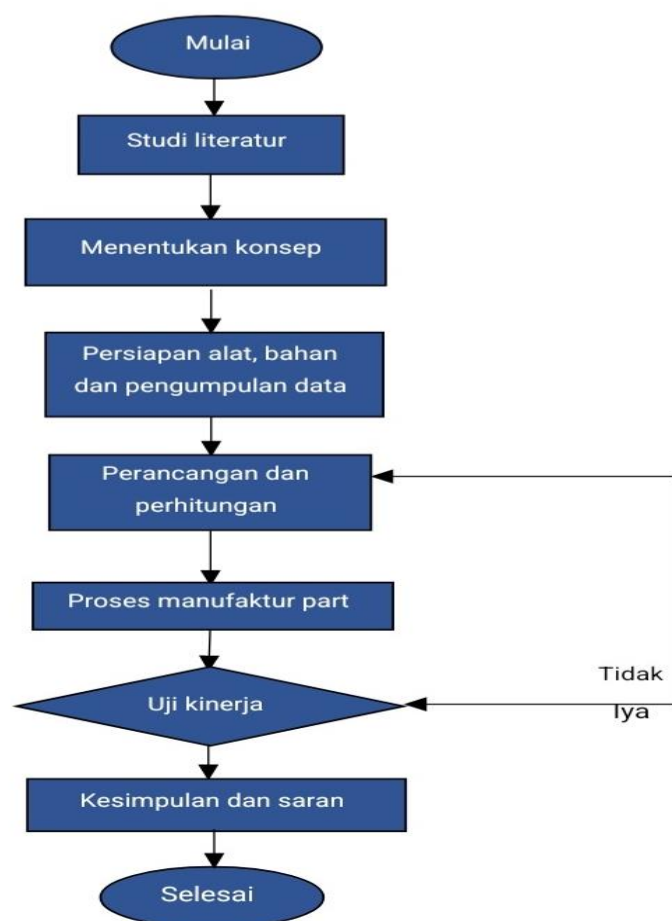 Mulai
Studi literatur
Menentukan konsep
Persiapan alat, bahan
dan pengumpulan data
Perancangan dan
perhitungan
Proses manufaktur part
Tidak
Uji kinerja
Iya
Kesimpulan dan saran
Selesai